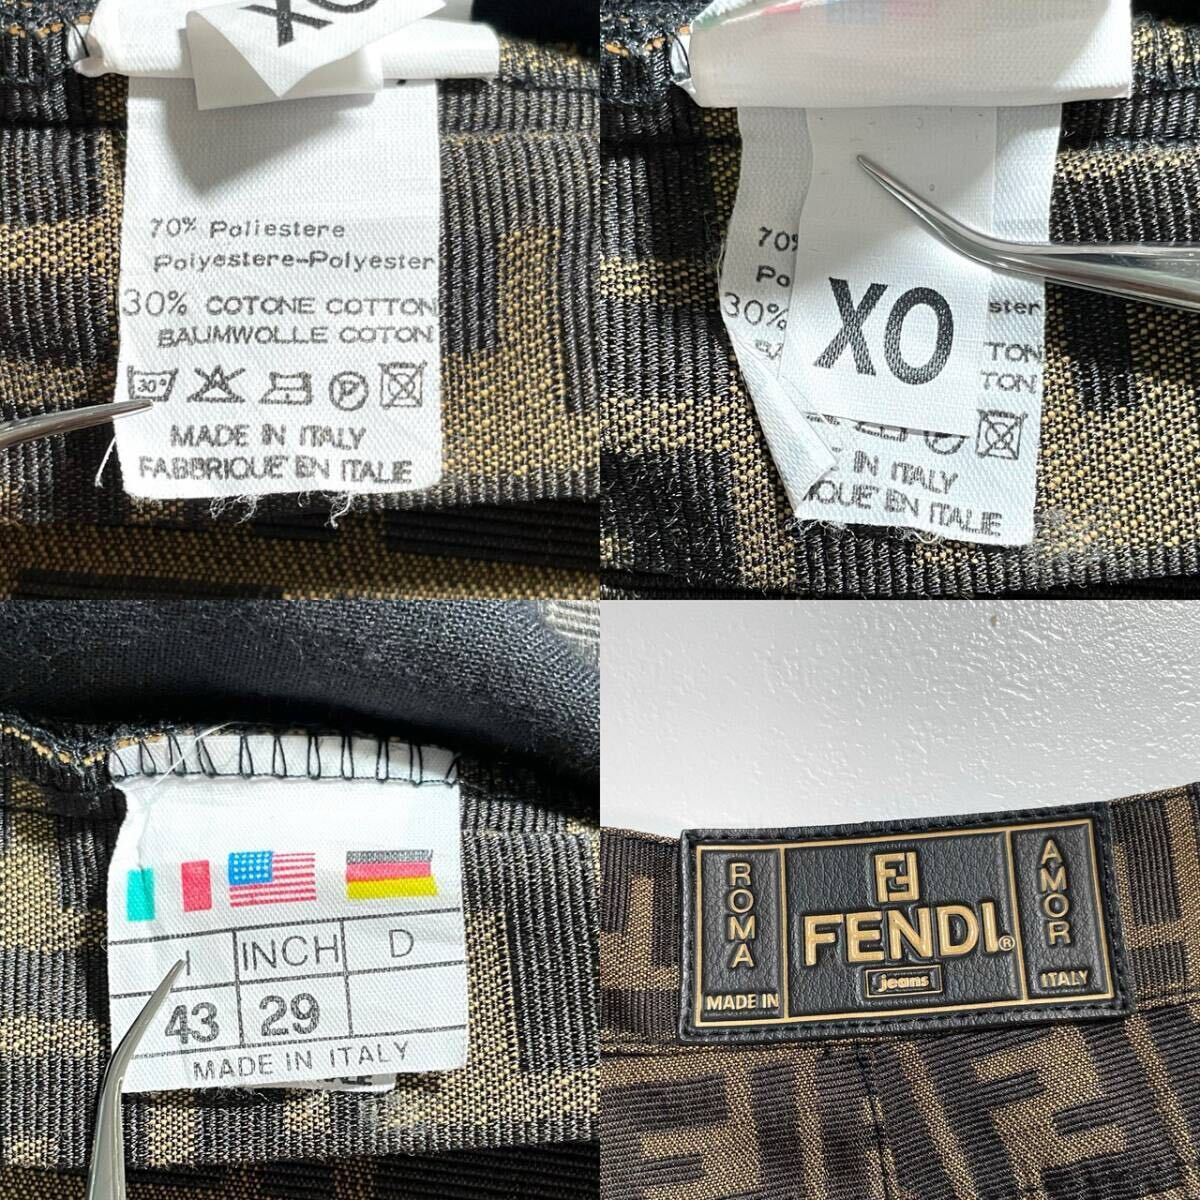 XO
70% Poliestere
Polyestere-Polyester
30% COTONE COTTON
BAUMWOLLE COTON
30°
P
MADE IN ITALY
FABBRIQUE EN ITALIE
70%
Po
30%
XO
ster
TON
TON
IN ITALY
QUE EN ITALIE
I INCH D
43 29
MADE IN ITALY
ROMA
MADE IN
FENDI®
jeans
AMOR
ITALY